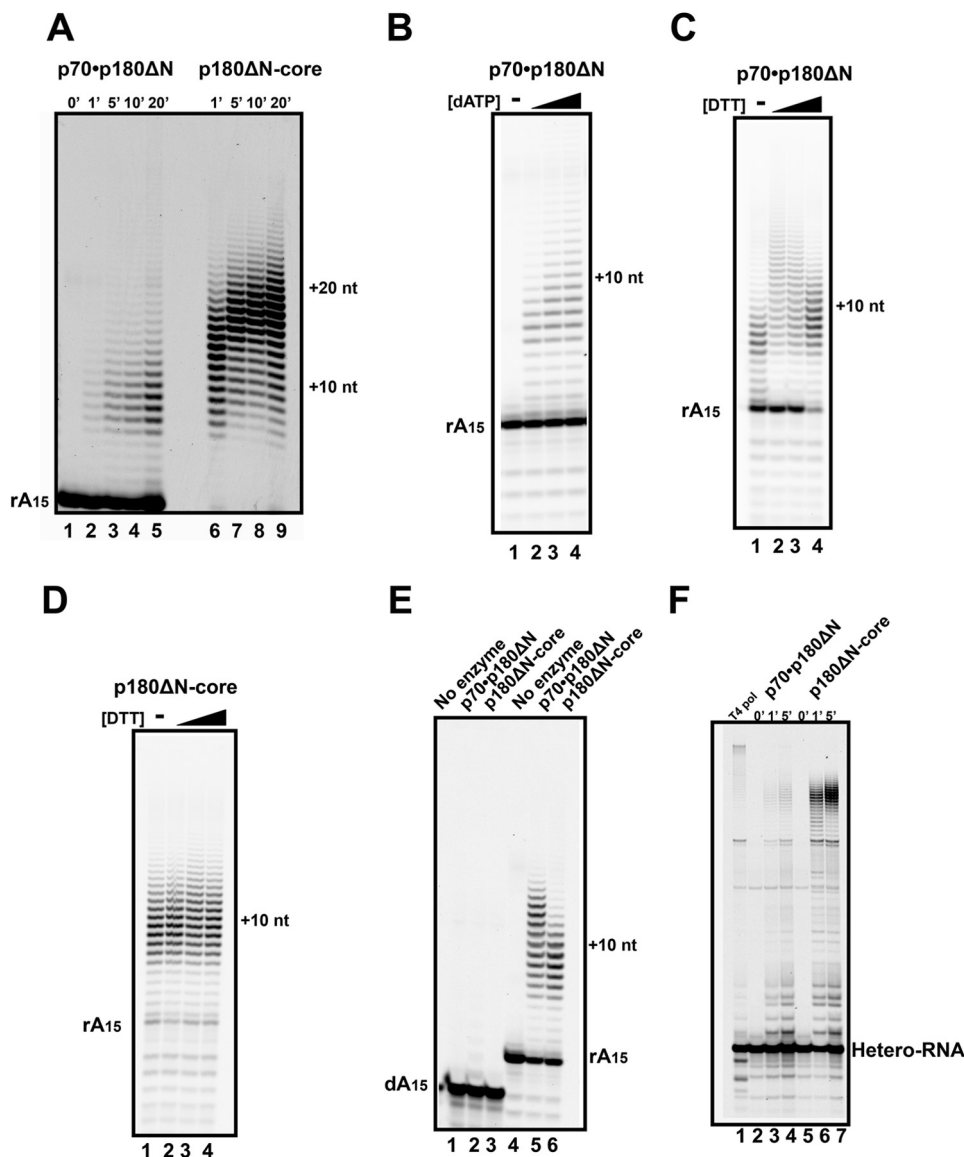 A
p70•p180ΔN p180ΔN-core
0' 1' 5' 10' 20' 1' 5' 10' 20'
+20 nt
+10 nt
rA15
1 2 3 4 5 6 7 8 9
B
p70•p180ΔN
[dATP] -
+10 nt
rA15
1 2 3 4
C
p70•p180ΔN
[DTT] -
+10 nt
rA15
1 2 3 4
D
p180ΔN-core
[DTT] -
+10 nt
rA15
1 2 3 4
E
No enzyme
p70•p180ΔN
p180ΔN-core
No enzyme
p70•p180ΔN
p180ΔN-core
+10 nt
rA15
dA15
1 2 3 4 5 6
F
p70•p180ΔN
p180ΔN-core
T4 pol 0' 1' 5' 0' 1' 5'
Hetero-RNA
1 2 3 4 5 6 7